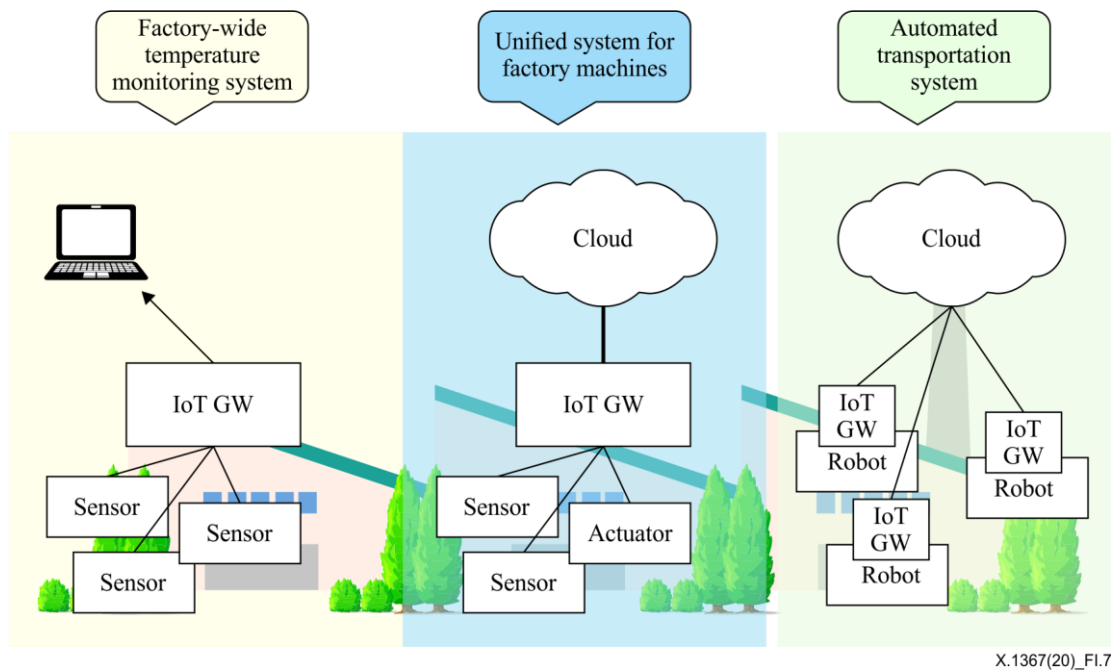 Factory-wide
temperature
monitoring system
Unified system for
factory machines
Automated
transportation
system
Cloud
Cloud
IoT GW
IoT GW
IoT
GW
Robot
IoT
GW
Robot
IoT
GW
Robot
Sensor
Sensor
Sensor
Sensor
Actuator
Sensor
X.1367(20)_FI.7